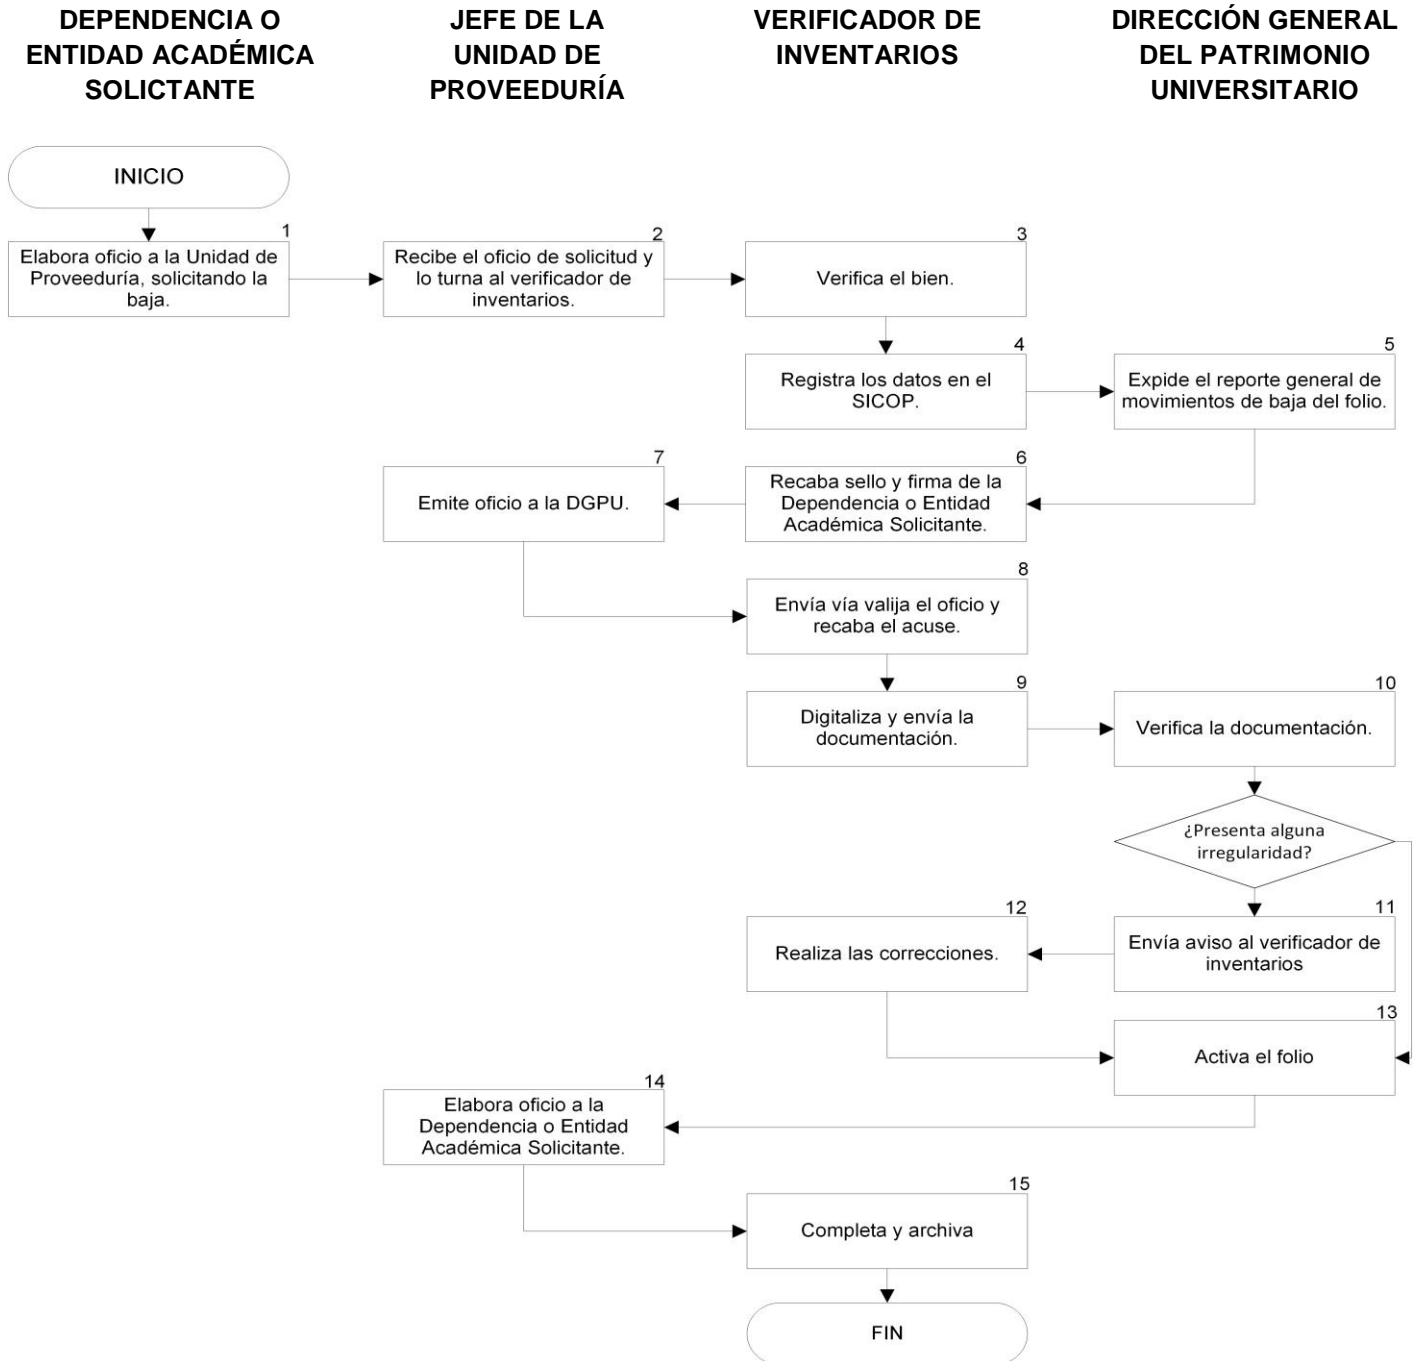 DEPENDENCIA O
ENTIDAD ACADÉMICA
SOLICTANTE
JEFE DE LA
UNIDAD DE
PROVEEDURÍA
VERIFICADOR DE
INVENTARIOS
DIRECCIÓN GENERAL
DEL PATRIMONIO
UNIVERSITARIO
INICIO
1
Elabora oficio a la Unidad de
Proveeduría, solicitando la
baja.
2
Recibe el oficio de solicitud y
lo turna al verificador de
inventarios.
3
Verifica el bien.
4
Registra los datos en el
SICOP.
5
Expide el reporte general de
movimientos de baja del folio.
6
Recaba sello y firma de la
Dependencia o Entidad
Académica Solicitante.
7
Emite oficio a la DGPU.
8
Envía vía valija el oficio y
recaba el acuse.
9
Digitaliza y envía la
documentación.
10
Verifica la documentación.
¿Presenta alguna
irregularidad?
11
Envía aviso al verificador de
inventarios
12
Realiza las correcciones.
13
Activa el folio
14
Elabora oficio a la
Dependencia o Entidad
Académica Solicitante.
15
Completa y archiva
FIN